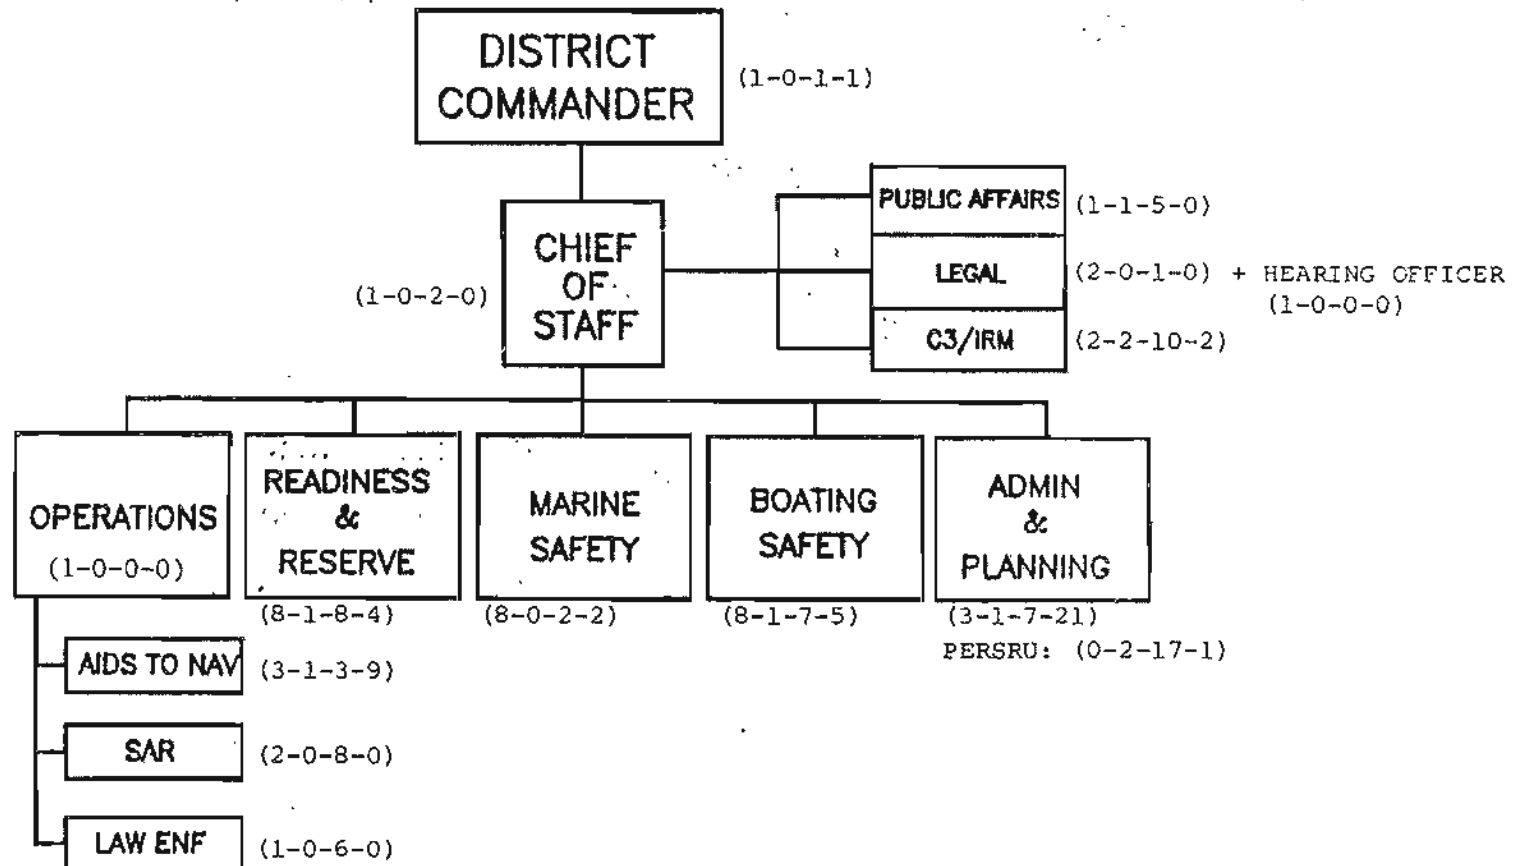 DISTRICT
COMMANDER
(1-0-1-1)
CHIEF
OF
STAFF
(1-0-2-0)
PUBLIC AFFAIRS
(1-1-5-0)
LEGAL
(2-0-1-0) + HEARING OFFICER
(1-0-0-0)
C3/IRM
(2-2-10-2)
OPERATIONS
(1-0-0-0)
READINESS
&
RESERVE
(8-1-8-4)
MARINE
SAFETY
(8-0-2-2)
BOATING
SAFETY
(8-1-7-5)
ADMIN
&
PLANNING
(3-1-7-21)
PERSRU: (0-2-17-1)
AIDS TO NAV
(3-1-3-9)
SAR
(2-0-8-0)
LAW ENF
(1-0-6-0)